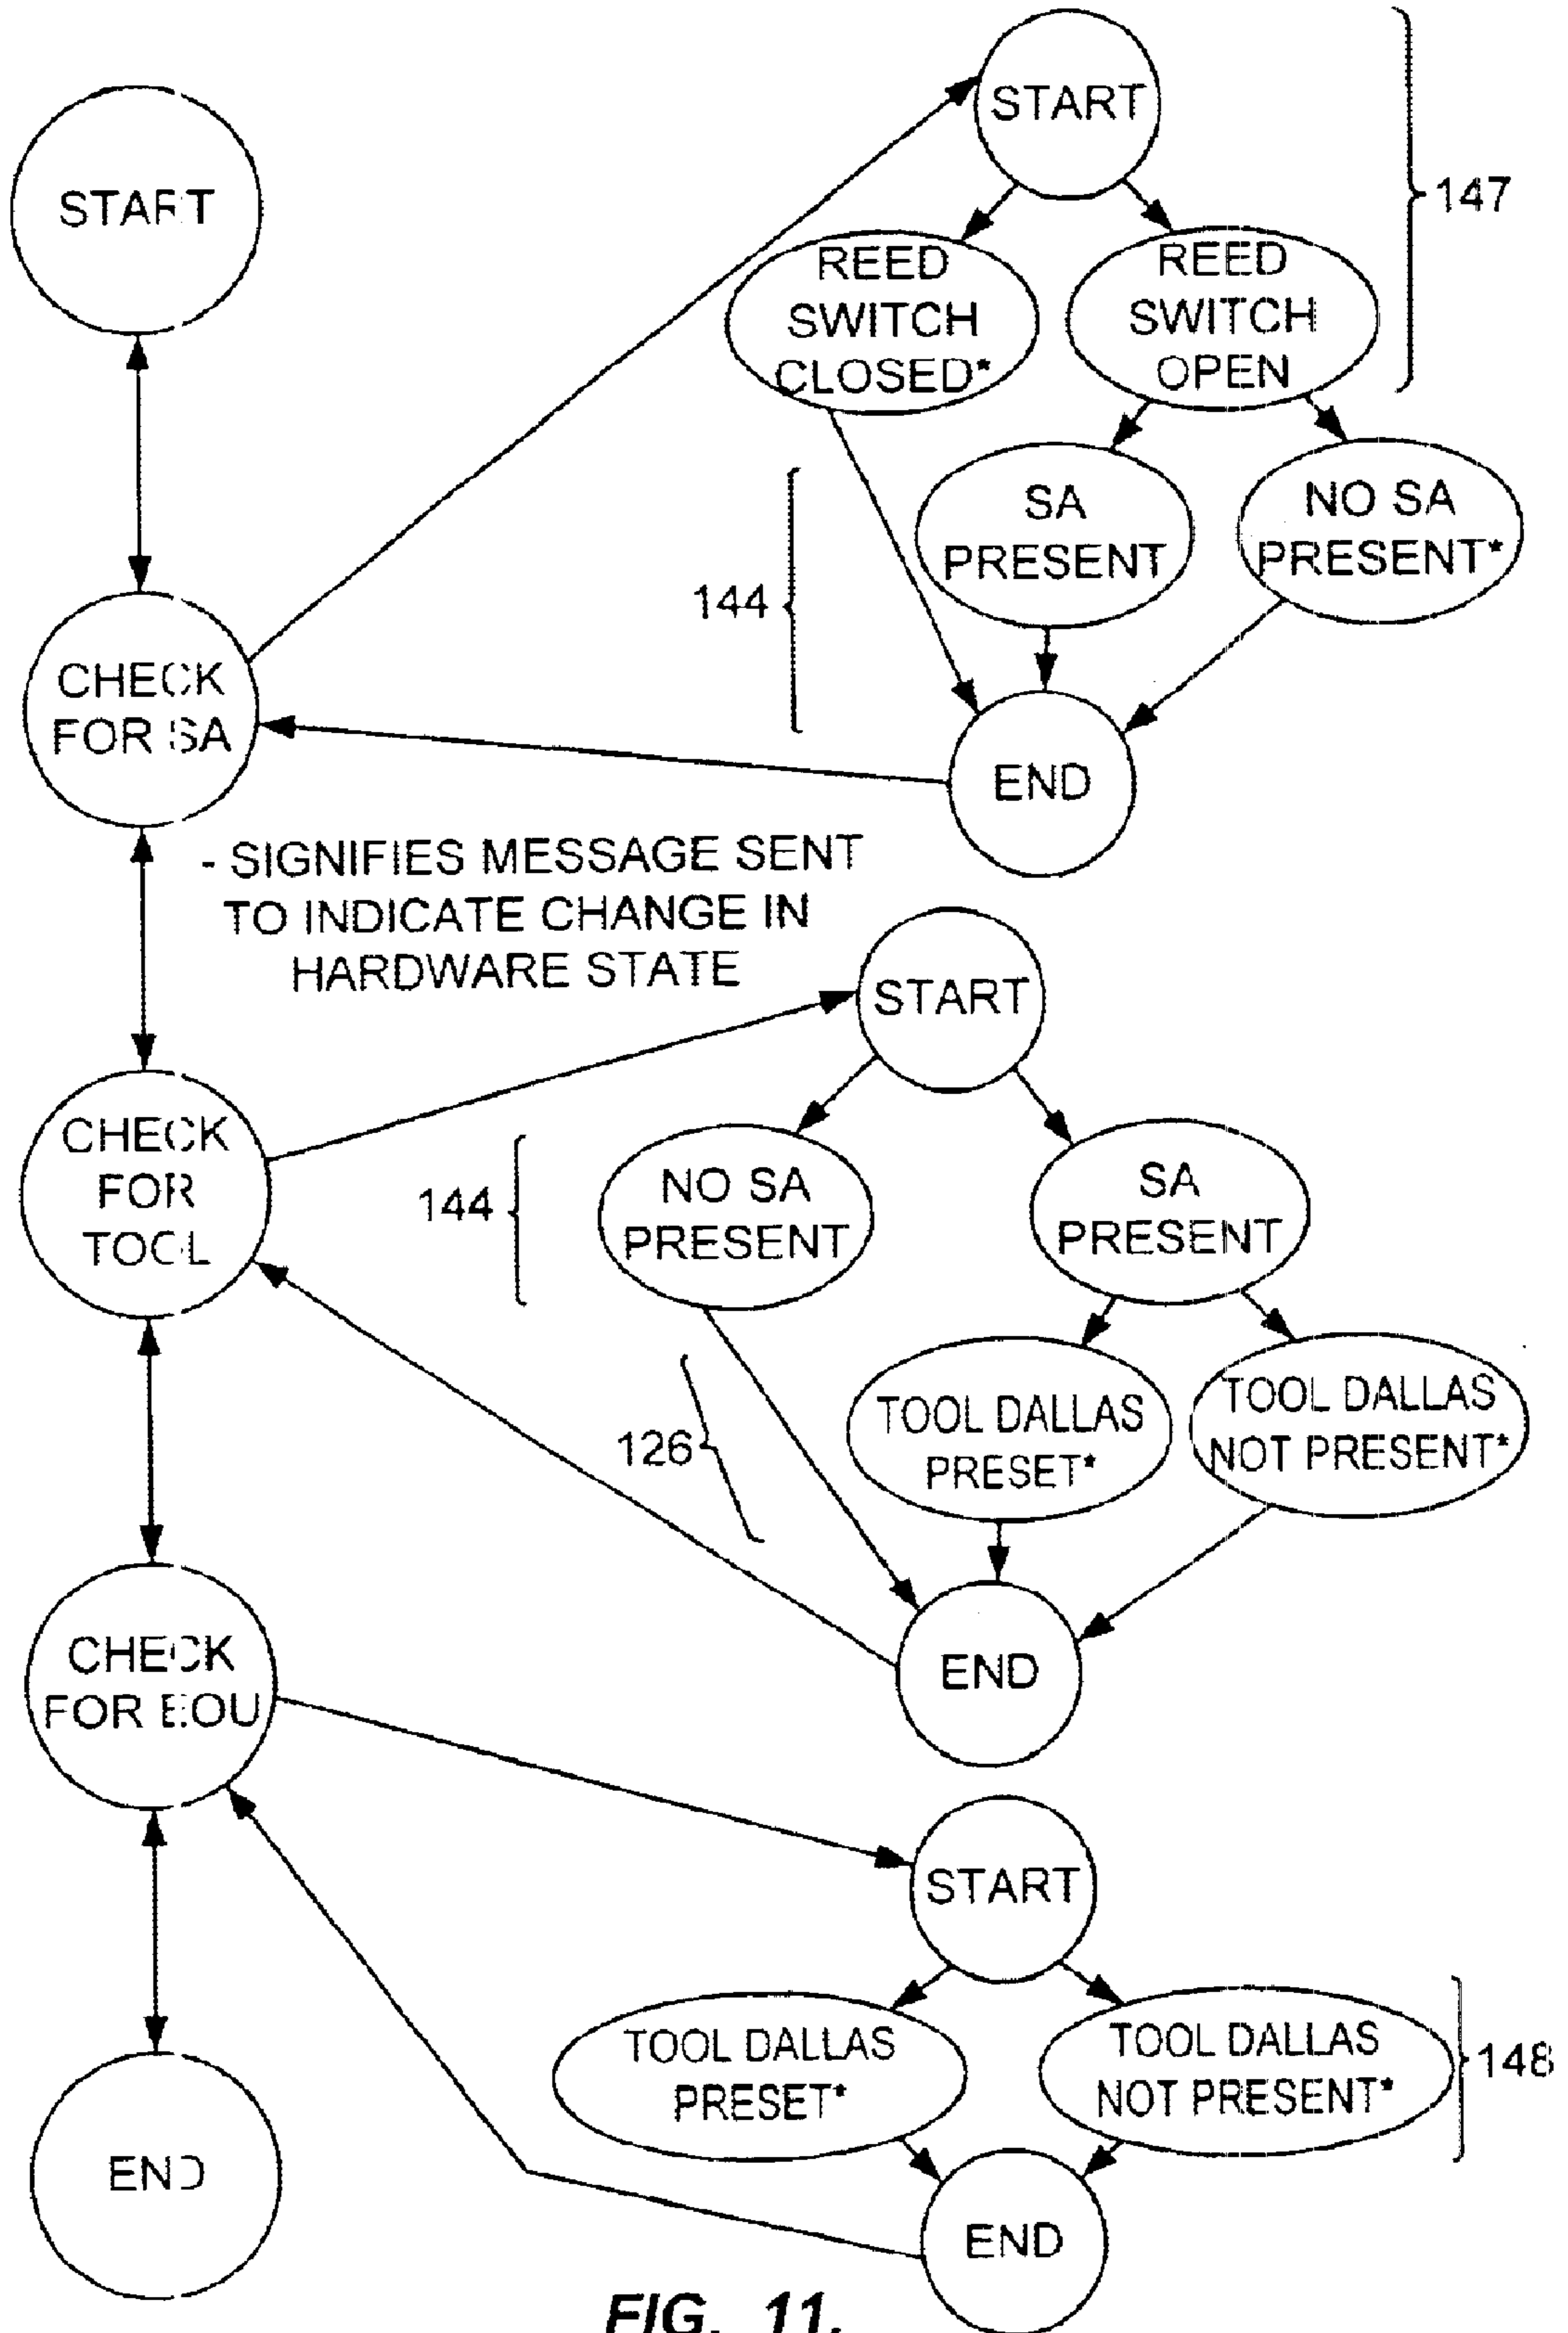 START
START
147
REED
SWITCH
CLOSED*
REED
SWITCH
OPEN
SA
PRESENT
NO SA
PRESENT*
144
CHECK
FOR SA
END
- SIGNIFIES MESSAGE SENT
TO INDICATE CHANGE IN
HARDWARE STATE
START
CHECK
FOR
TOOL
144
NO SA
PRESENT
SA
PRESENT
126
TOOL DALLAS
PRESET*
TOOL DALLAS
NOT PRESENT*
CHECK
FOR EOU
END
START
TOOL DALLAS
PRESET*
TOOL DALLAS
NOT PRESENT*
148
END
END
FIG. 11.